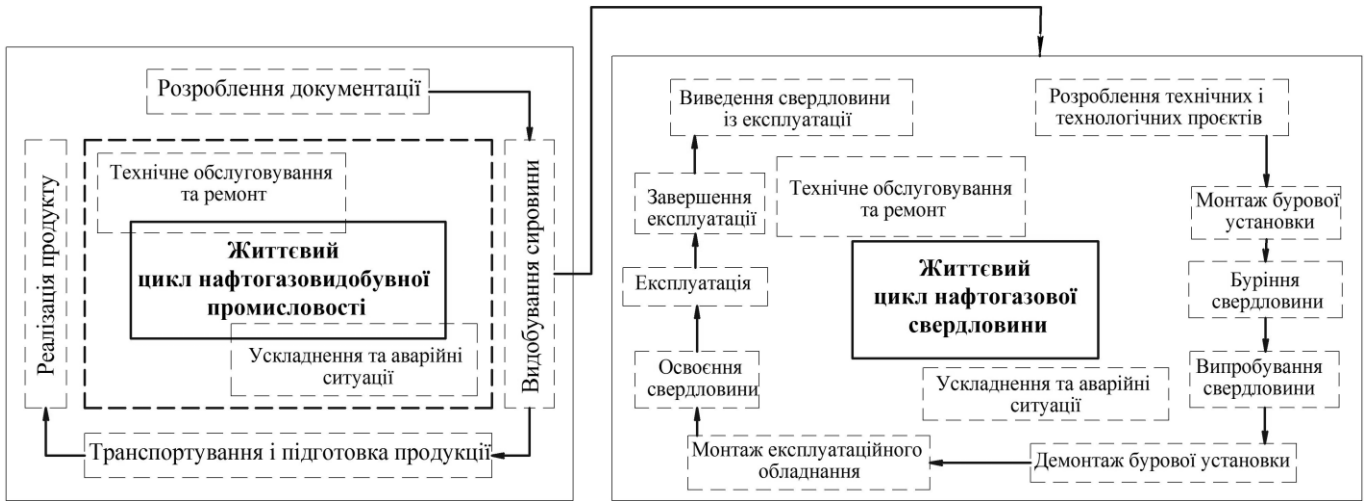 Розроблення документації
Технічне обслуговування
та ремонт
Життєвий
цикл нафтогазовидобувної
промисловості
Ускладнення та аварійні
ситуації
Реалізація продукту
Видобування сировини
Транспортування і підготовка продукції
Виведення свердловини
із експлуатації
Розроблення технічних і
технологічних проєктів
Завершення
експлуатації
Технічне обслуговування
та ремонт
Монтаж бурової
установки
Експлуатація
Життєвий
цикл нафтогазової
свердловини
Буріння
свердловини
Освоєння
свердловини
Ускладнення та аварійні
ситуації
Випробування
свердловини
Монтаж експлуатаційного
обладнання
Демонтаж бурової установки